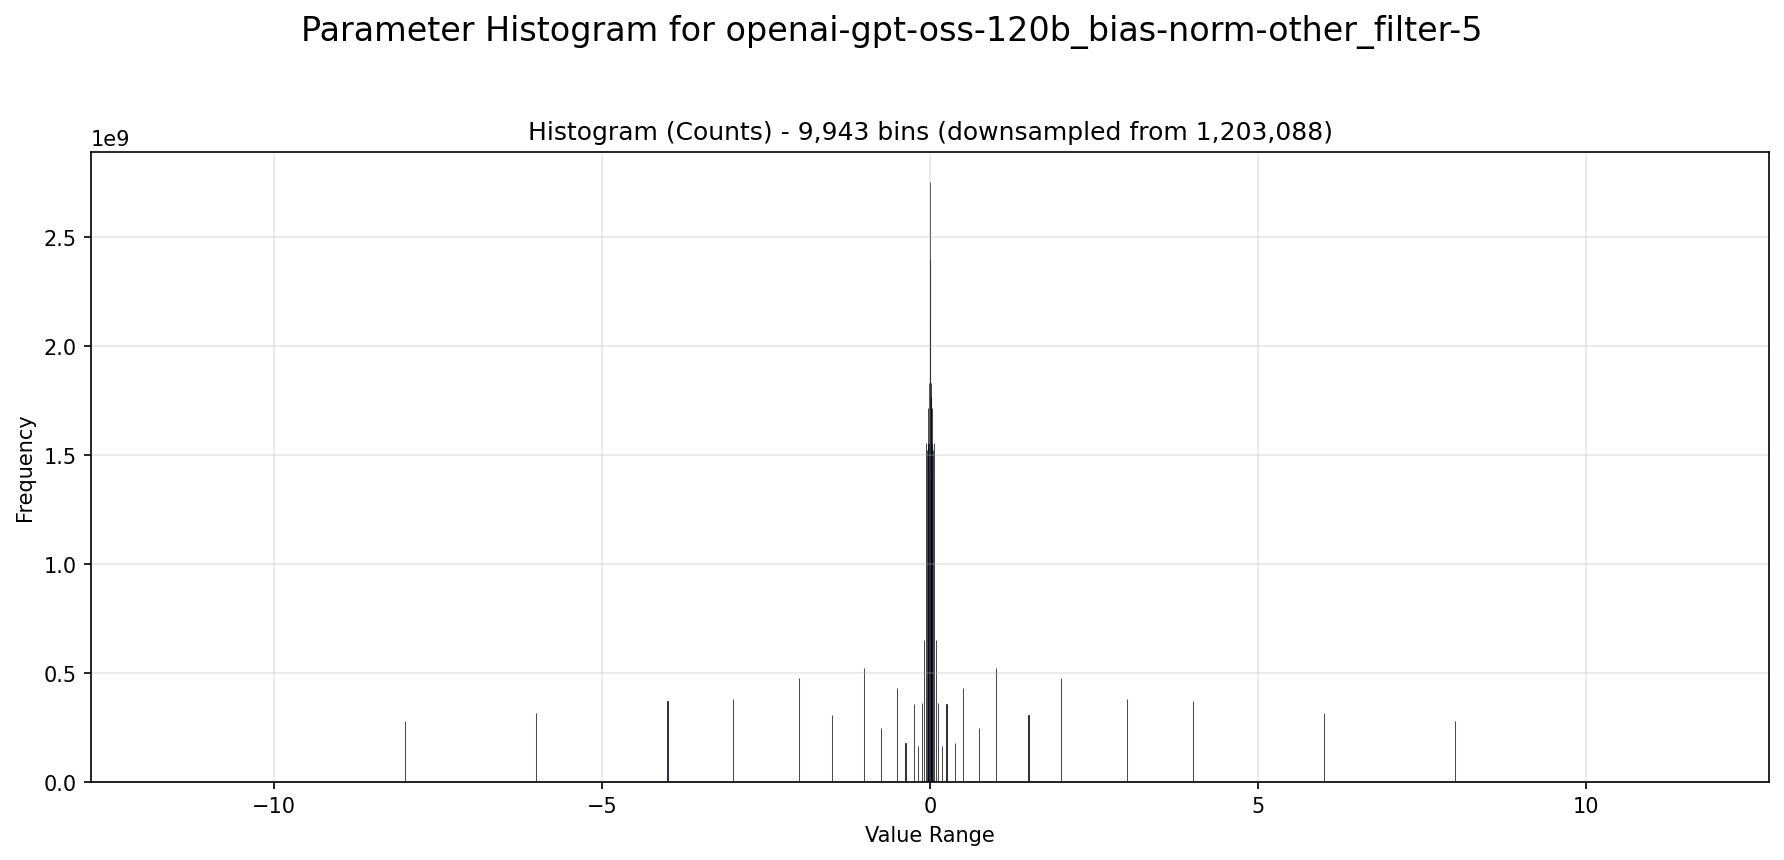 Parameter Histogram for openai-gpt-oss-120b_bias-norm-other_filter-5
Histogram (Counts) - 9,943 bins (downsampled from 1,203,088)
1e9
2.5
2.0
1.5
1.0
0.5
0.0
Frequency
−10 −5 0 5 10
Value Range